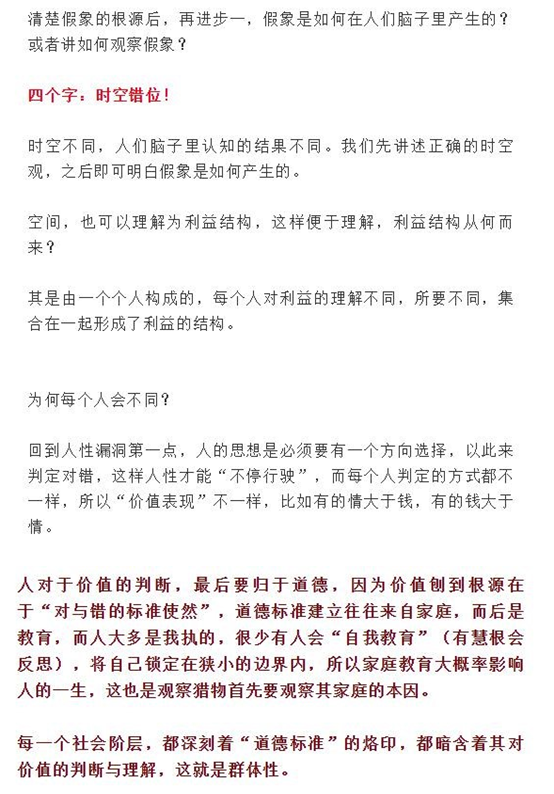 清楚假象的根源后，再进步一，假象是如何在人们脑子里产生的？
或者讲如何观察假象？
四个字：时空错位！
时空不同，人们脑子里认知的结果不同。我们先讲述正确的时空
观，之后即可明白假象是如何产生的。
空间，也可以理解为利益结构，这样便于理解，利益结构从何而
来？
其是由一个个人构成的，每个人对利益的理解不同，所要不同，集
合在一起形成了利益的结构。
为何每个人会不同？
回到人性漏洞第一点，人的思想是必须要有一个方向选择，以此来
判定对错，这样人性才能“不停行驶”，而每个人判定的方式都不
一样，所以“价值表现”不一样，比如有的情大于钱，有的钱大于
情。
人对于价值的判断，最后要归于道德，因为价值刨到根源在
于“对与错的标准使然”，道德标准建立往往来自家庭，而后是
教育，而人大多是我执的，很少有人会“自我教育”（有慧根会
反思），将自己锁定在狭小的边界内，所以家庭教育大概率影响
人的一生，这也是观察猎物首先要观察其家庭的本因。
每一个社会阶层，都深刻着“道德标准”的烙印，都暗含着其对
价值的判断与理解，这就是群体性。